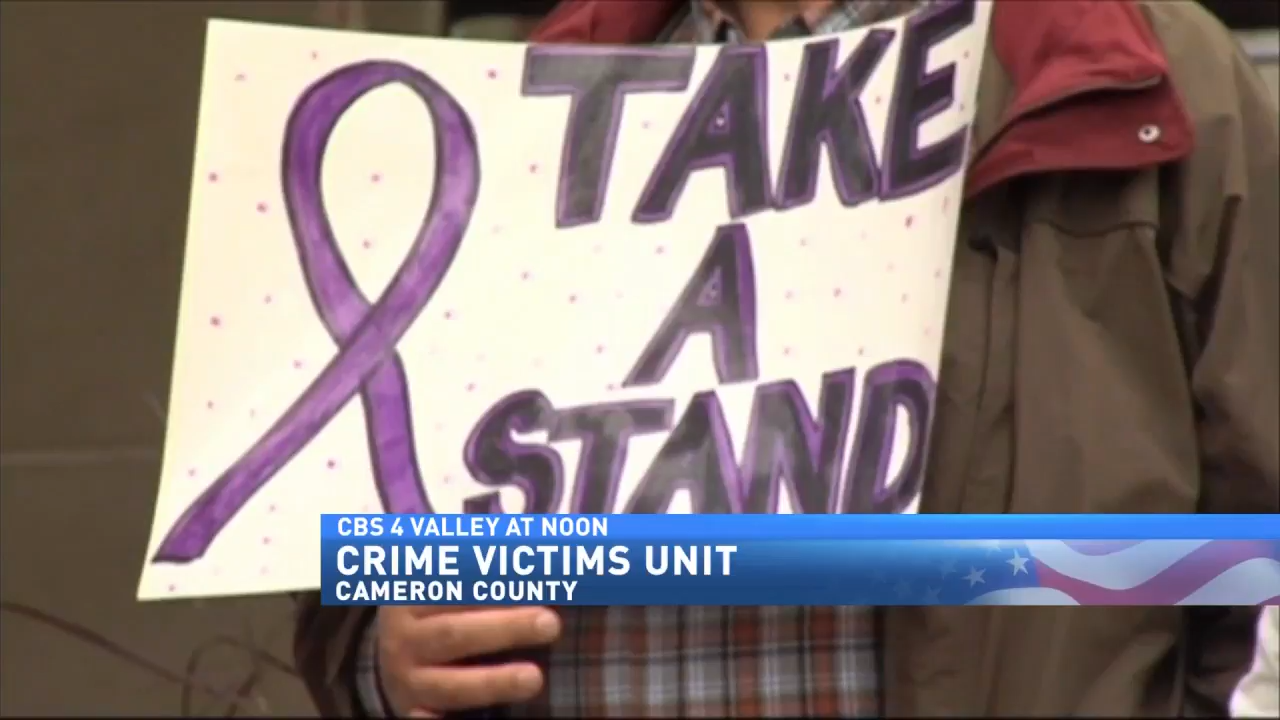 TAKE
A
STAND
CBS 4 VALLEY AT NOON
CRIME VICTIMS UNIT
CAMERON COUNTY